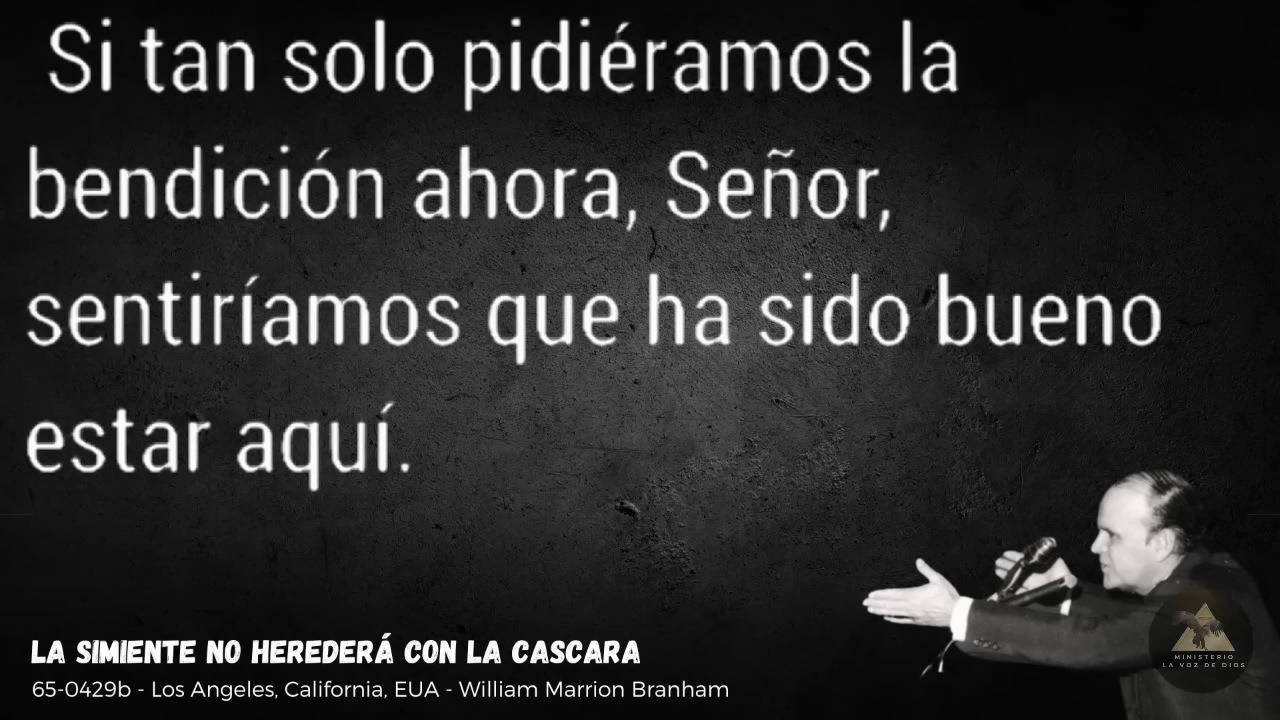 Si tan solo pidiéramos la
bendición ahora, Señor,
sentiríamos que ha sido bueno
estar aquí.
LA SIMIENTE NO HEREDERÁ CON LA CASCARA
65-0429b - Los Angeles, California, EUA - William Marrion Branham
MINISTERIO
LA VOZ DE DIOS